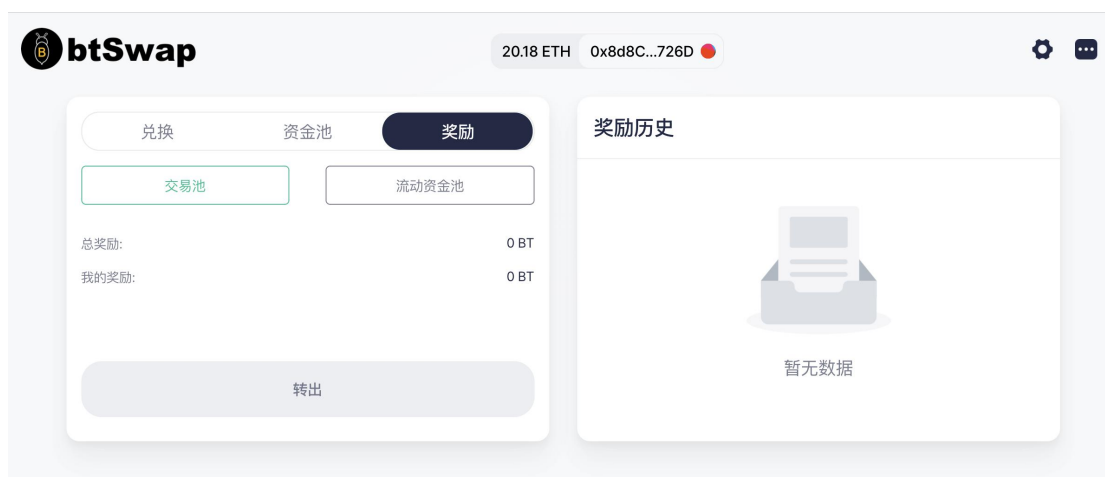 btSwap
20.18 ETH 0x8d8C...726D
兑换 资金池 奖励
交易池 流动资金池
总奖励: 0 BT
我的奖励: 0 BT
转出
奖励历史
暂无数据